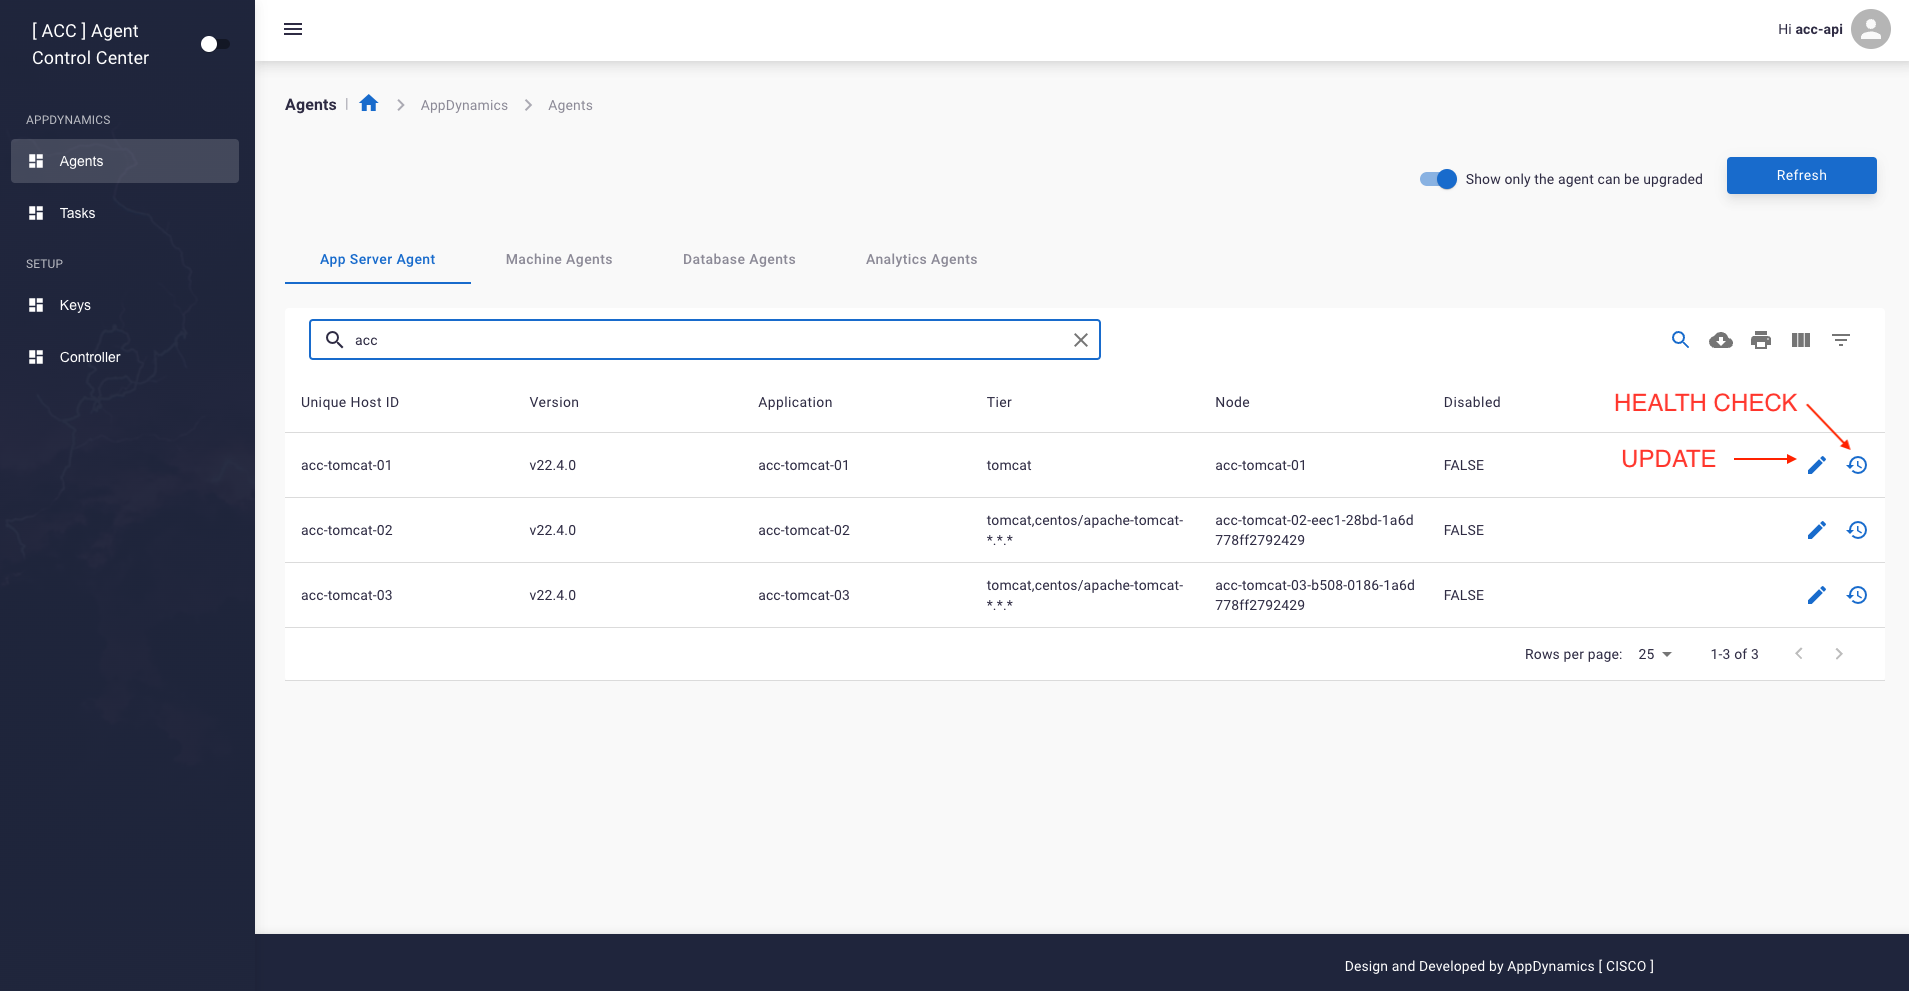 [ ACC ] Agent
Control Center
Hi acc-api
APPDYNAMICS
Agents
Tasks
SETUP
Keys
Controller
Agents | AppDynamics Agents
Show only the agent can be upgraded Refresh
App Server Agent Machine Agents Database Agents Analytics Agents
acc
Unique Host ID Version Application Tier Node Disabled
HEALTH CHECK
UPDATE
acc-tomcat-01 v22.4.0 acc-tomcat-01 tomcat acc-tomcat-01 FALSE
acc-tomcat-02 v22.4.0 acc-tomcat-02 tomcat,centos/apache-tomcat- acc-tomcat-02-eec1-28bd-1a6d FALSE
*.*.* 778ff2792429
acc-tomcat-03 v22.4.0 acc-tomcat-03 tomcat,centos/apache-tomcat- acc-tomcat-03-b508-0186-1a6d FALSE
*.*.* 778ff2792429
Rows per page: 25 1-3 of 3
Design and Developed by AppDynamics [ CISCO ]